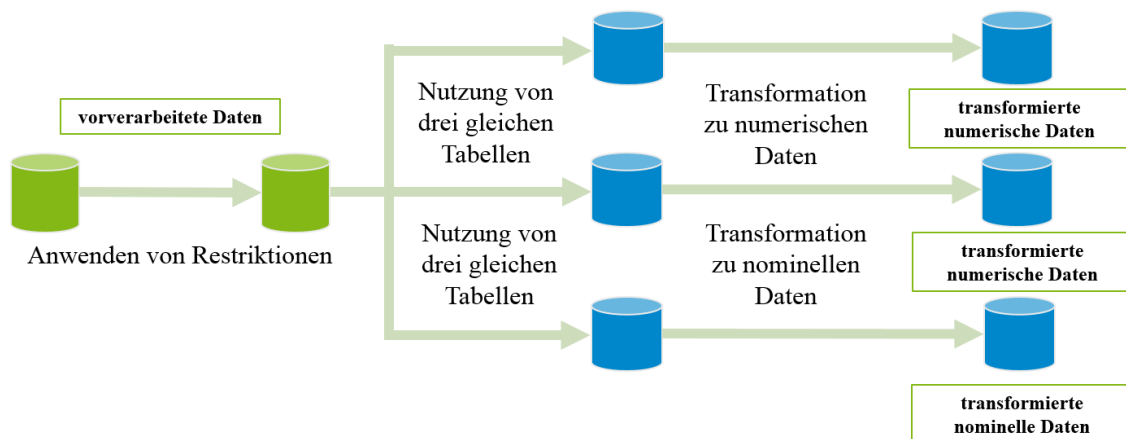 vorverarbeitete Daten
Anwenden von Restriktionen
Nutzung von
drei gleichen
Tabellen
Transformation
zu numerischen
Daten
transformierte
numerische Daten
Nutzung von
drei gleichen
Tabellen
Transformation
zu nominellen
Daten
transformierte
numerische Daten
transformierte
nominelle Daten